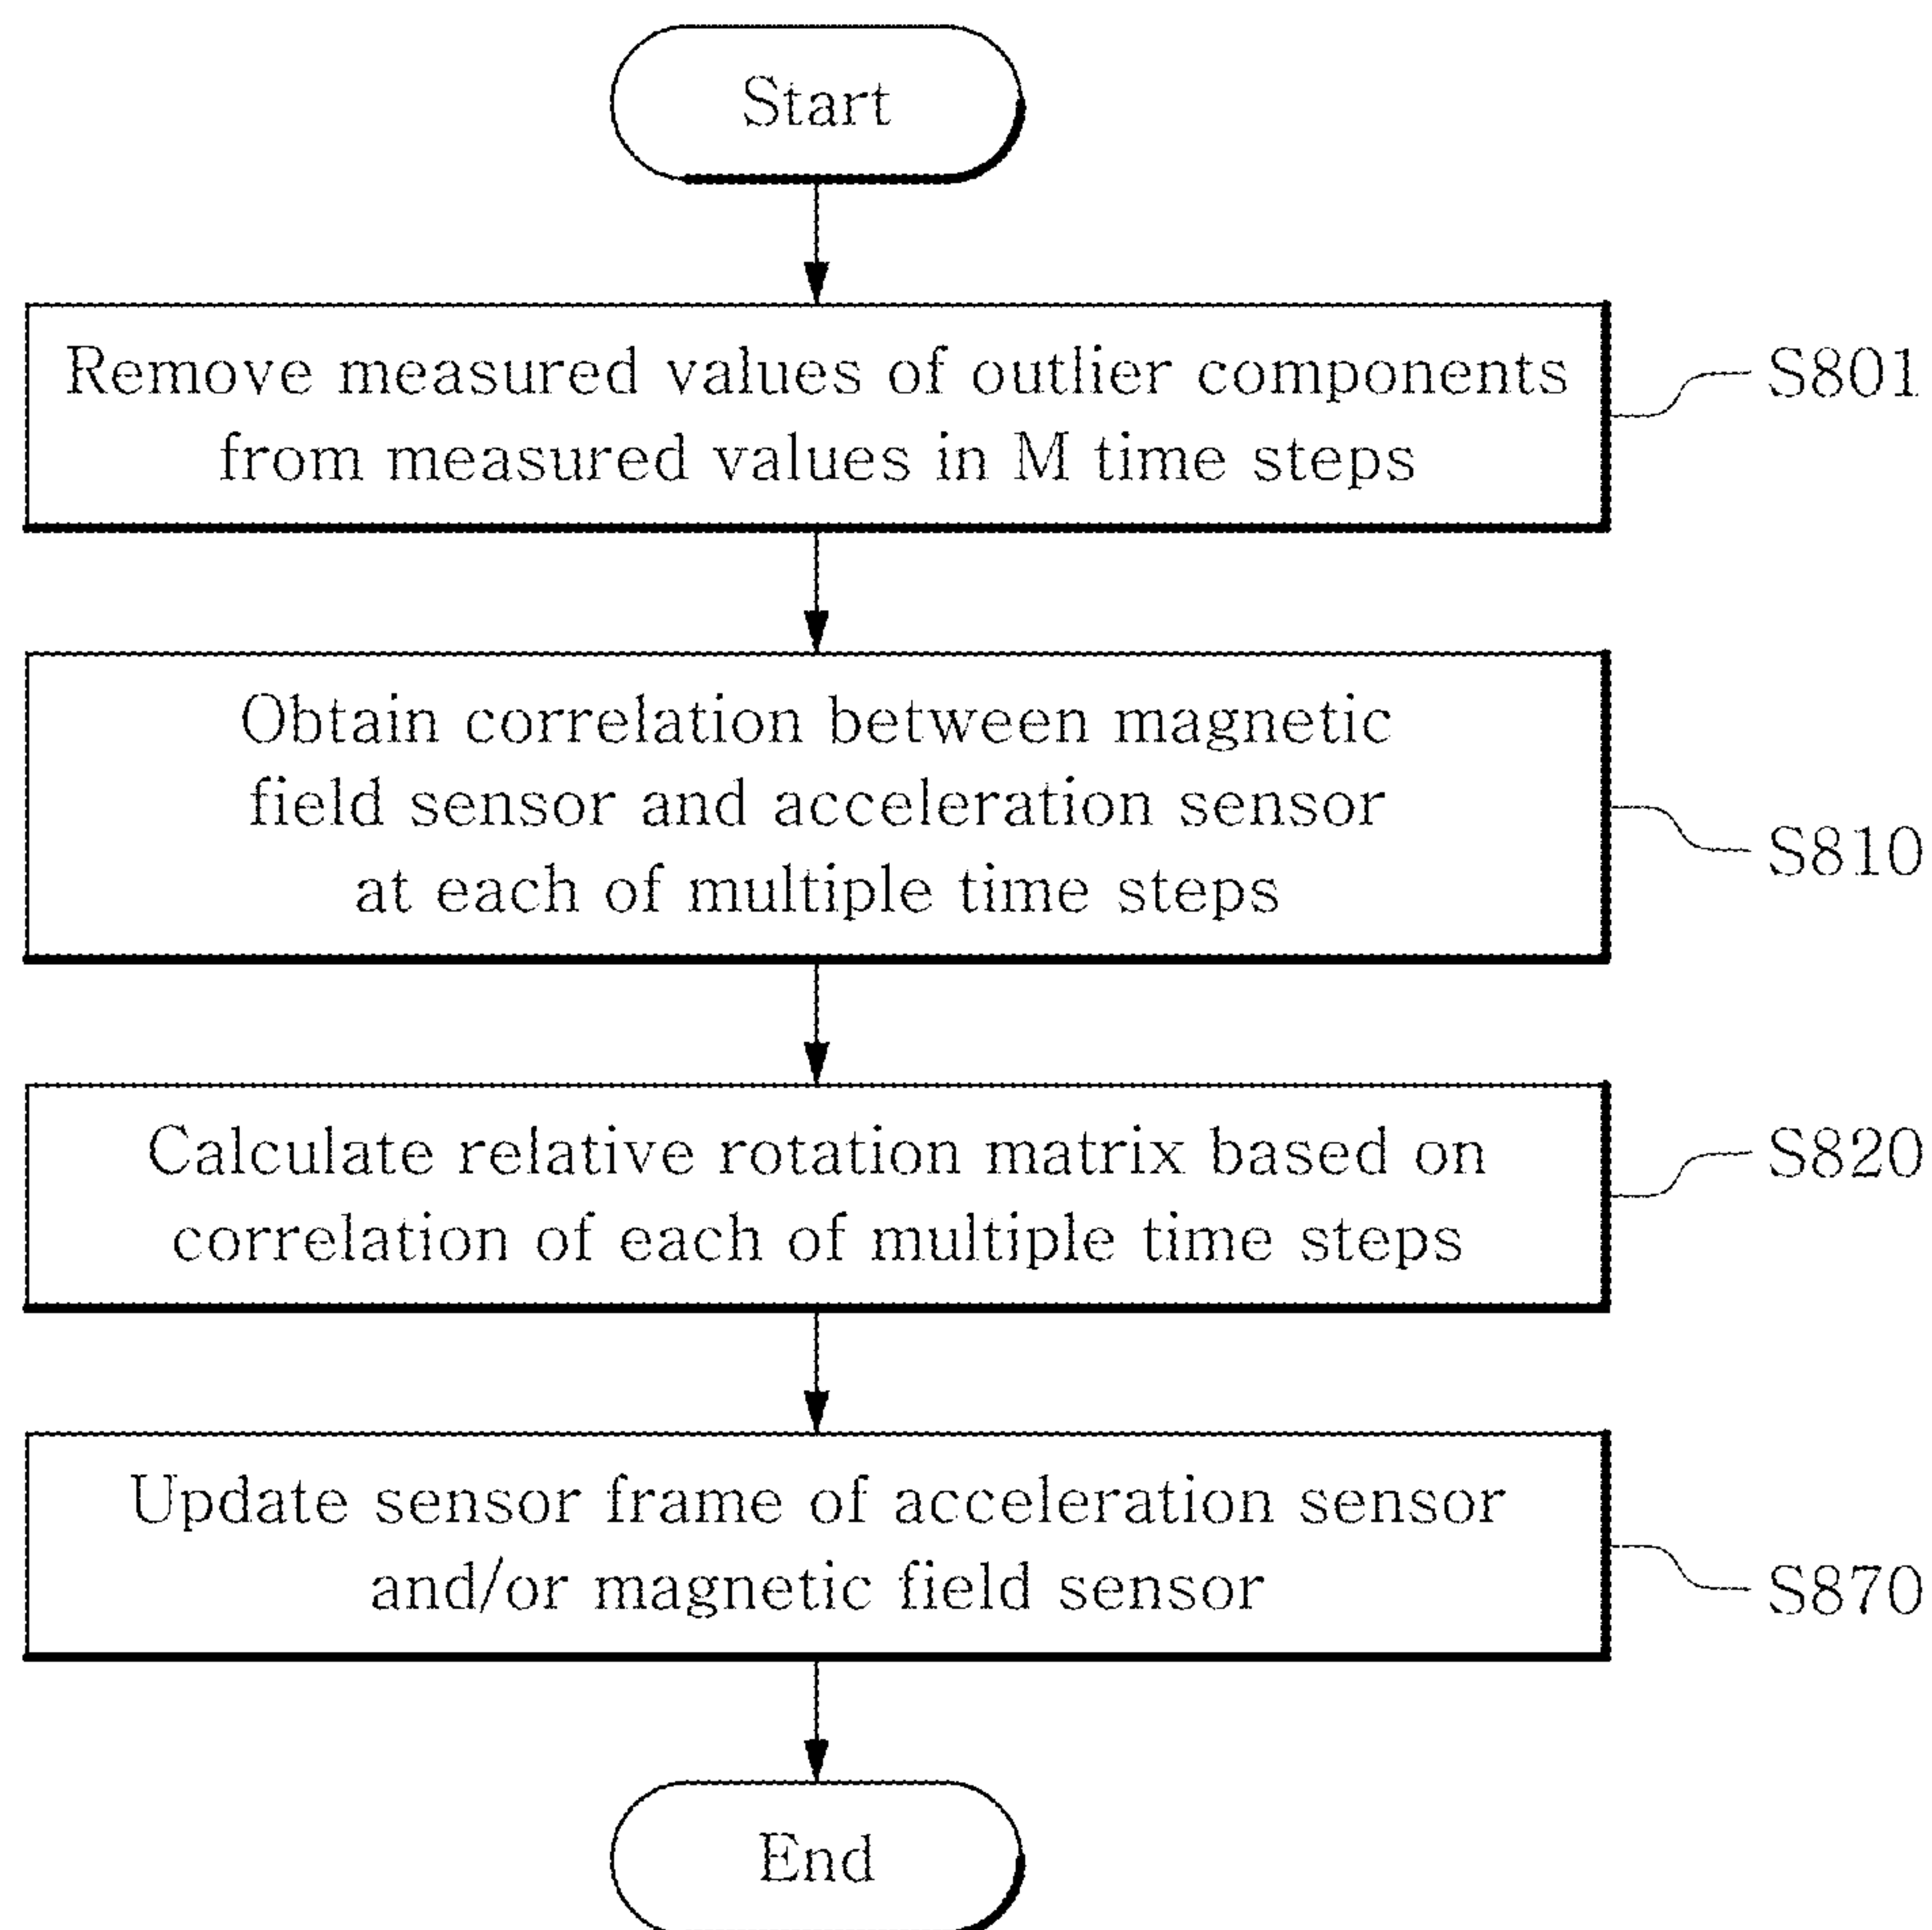 Start
Remove measured values of outlier components
from measured values in M time steps
S801
Obtain correlation between magnetic
field sensor and acceleration sensor
at each of multiple time steps
S810
Calculate relative rotation matrix based on
correlation of each of multiple time steps
S820
Update sensor frame of acceleration sensor
and/or magnetic field sensor
S870
End